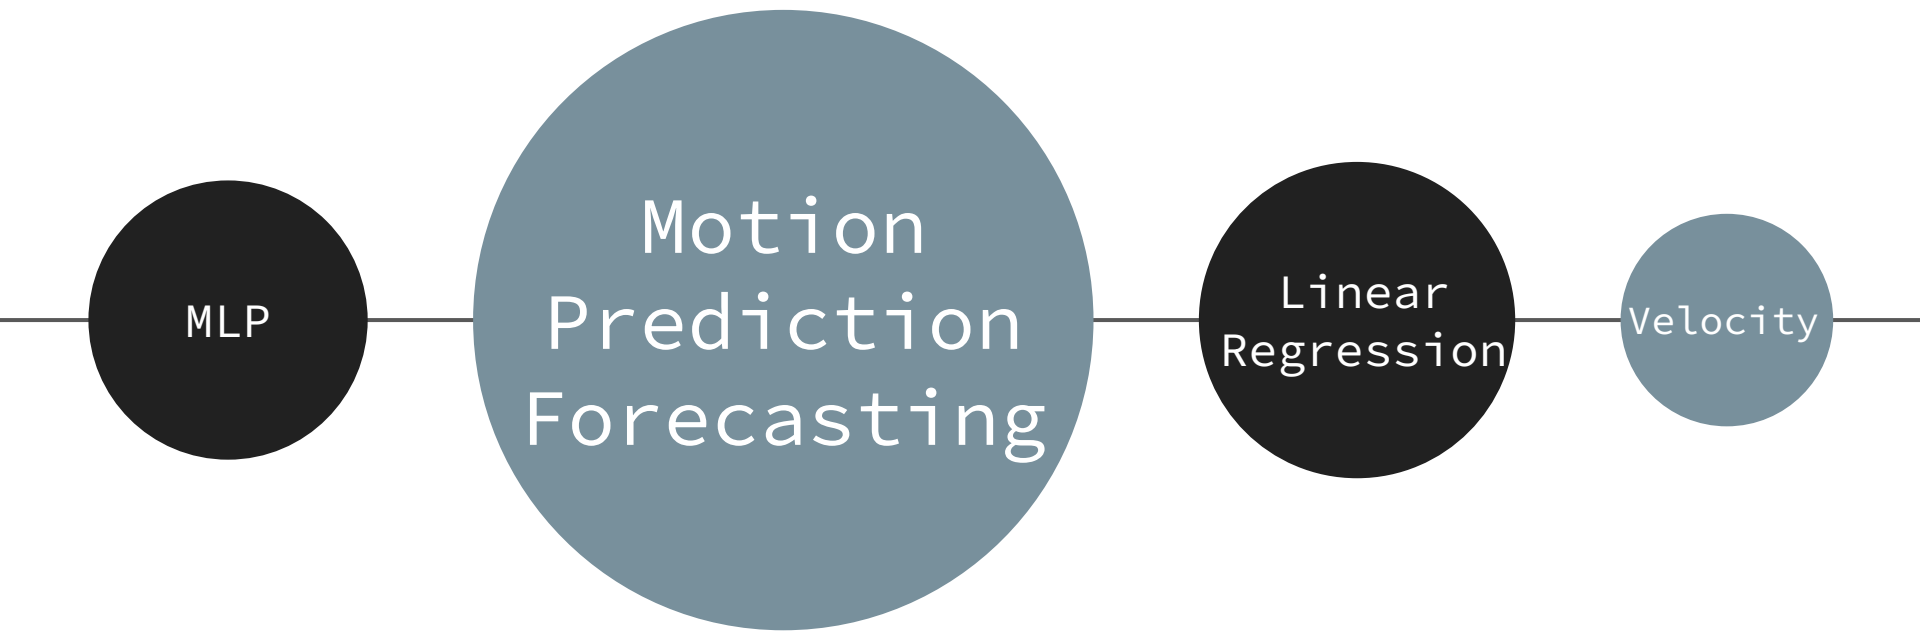 MLP
Motion
Prediction
Forecasting
Linear
Regression
Velocity